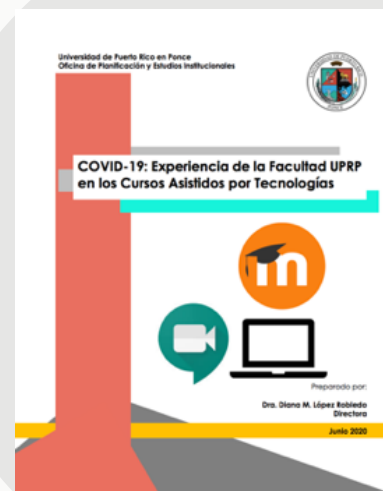 Universidad de Puerto Rico en Ponce
Oficina de Planificación y Estudios Institucionales
COVID-19: Experiencia de la Facultad UPRP
en los Cursos Asistidos por Tecnologías
m
Preparado por:
Dra. Diana M. López Robledo
Directora
Junio 2020